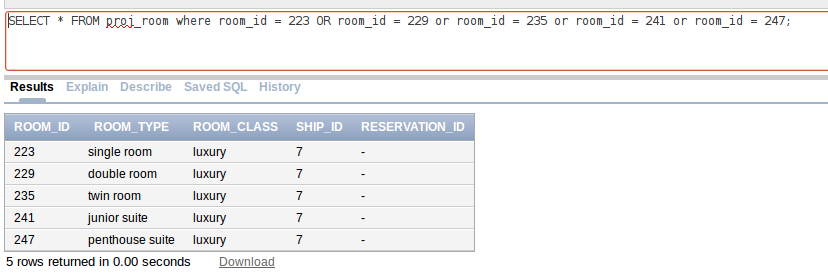 SELECT * FROM proj_room where room_id = 223 OR room_id = 229 or room_id = 235 or room_id = 241 or room_id = 247;
Results Explain Describe Saved SQL History
ROOM_ID ROOM_TYPE ROOM_CLASS SHIP_ID RESERVATION_ID
223 single room luxury 7 -
229 double room luxury 7 -
235 twin room luxury 7 -
241 junior suite luxury 7 -
247 penthouse suite luxury 7 -
5 rows returned in 0.00 seconds Download